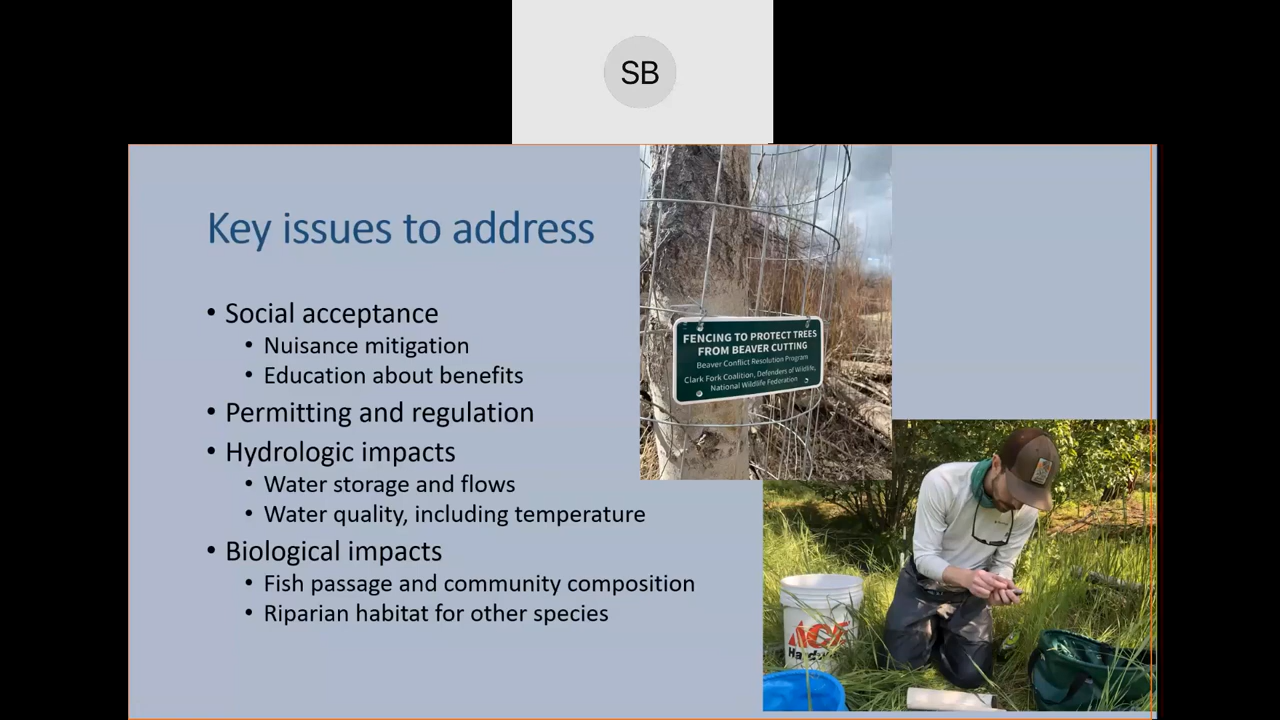 SB
Key issues to address
• Social acceptance
• Nuisance mitigation
• Education about benefits
• Permitting and regulation
• Hydrologic impacts
• Water storage and flows
• Water quality, including temperature
• Biological impacts
• Fish passage and community composition
• Riparian habitat for other species
FENCING TO PROTECT TREES
FROM BEAVER CUTTING
Beaver Conflict Resolution Program
Clark Fork Coalition, Defenders of Wildlife,
National Wildlife Federation
ACE